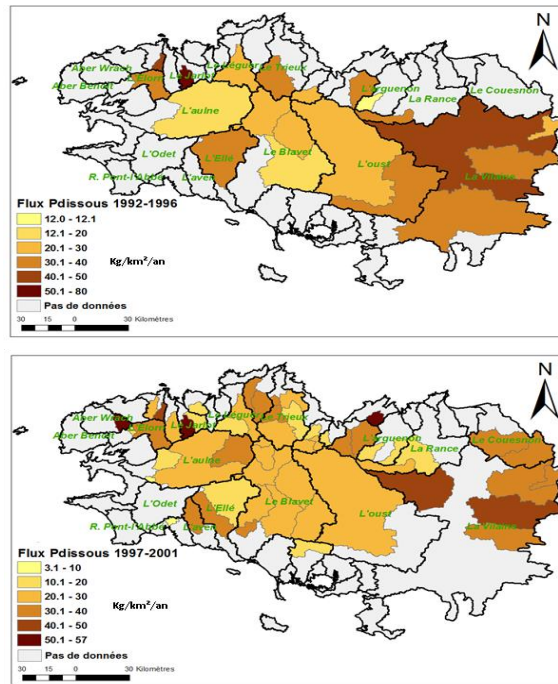 N
Aber Wrach
Aber Benoit
L'Elorn
Le Jarlot
Le Léguer
Le Trieux
L'arguenon
La Rance
Le Couesnon
L'aulne
L'Odet
L'Ellé
Le Blavet
L'oust
La Vilaine
R. Pont-l'Abbé
L'aven
Flux Pdissous 1992-1996
12.0 - 12.1
12.1 - 20
20.1 - 30
30.1 - 40
40.1 - 50
50.1 - 80
Pas de données
Kg/km²/an
30 15 0 30 Kilomètres
N
Aber Wrach
Aber Benoit
L'Elorn
Le Jarlot
Le Léguer
Le Trieux
L'Arguenon
La Rance
Le Couesnon
L'aulne
L'Odet
L'Ellé
Le Blavet
L'oust
La Vilaine
R. Pont-l'Abbé
L'aven
Flux Pdissous 1997-2001
3.1 - 10
10.1 - 20
20.1 - 30
30.1 - 40
40.1 - 50
50.1 - 57
Pas de données
Kg/km²/an
30 15 0 30 Kilomètres